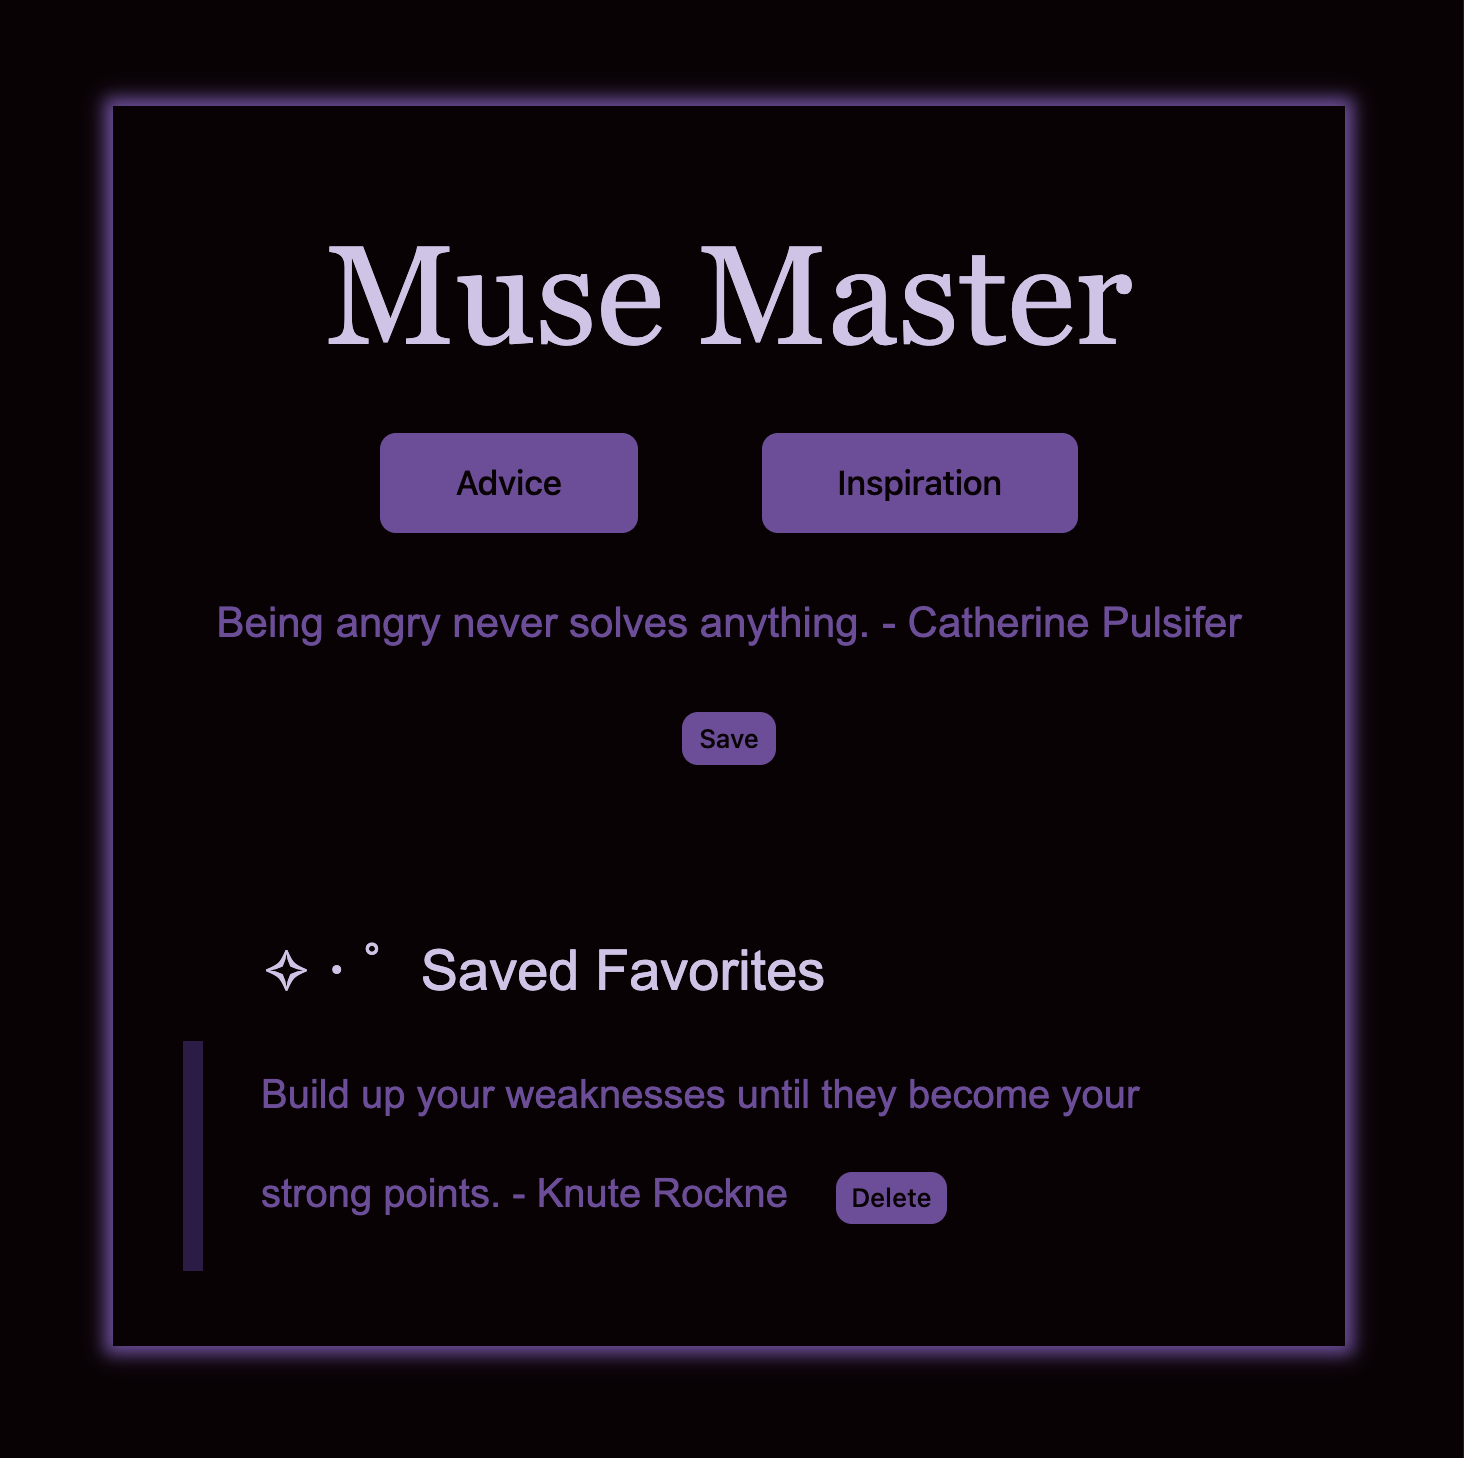 Muse Master
Advice
Inspiration
Being angry never solves anything. - Catherine Pulsifer
Save
✧・゚ Saved Favorites
Build up your weaknesses until they become your
strong points. - Knute Rockne
Delete